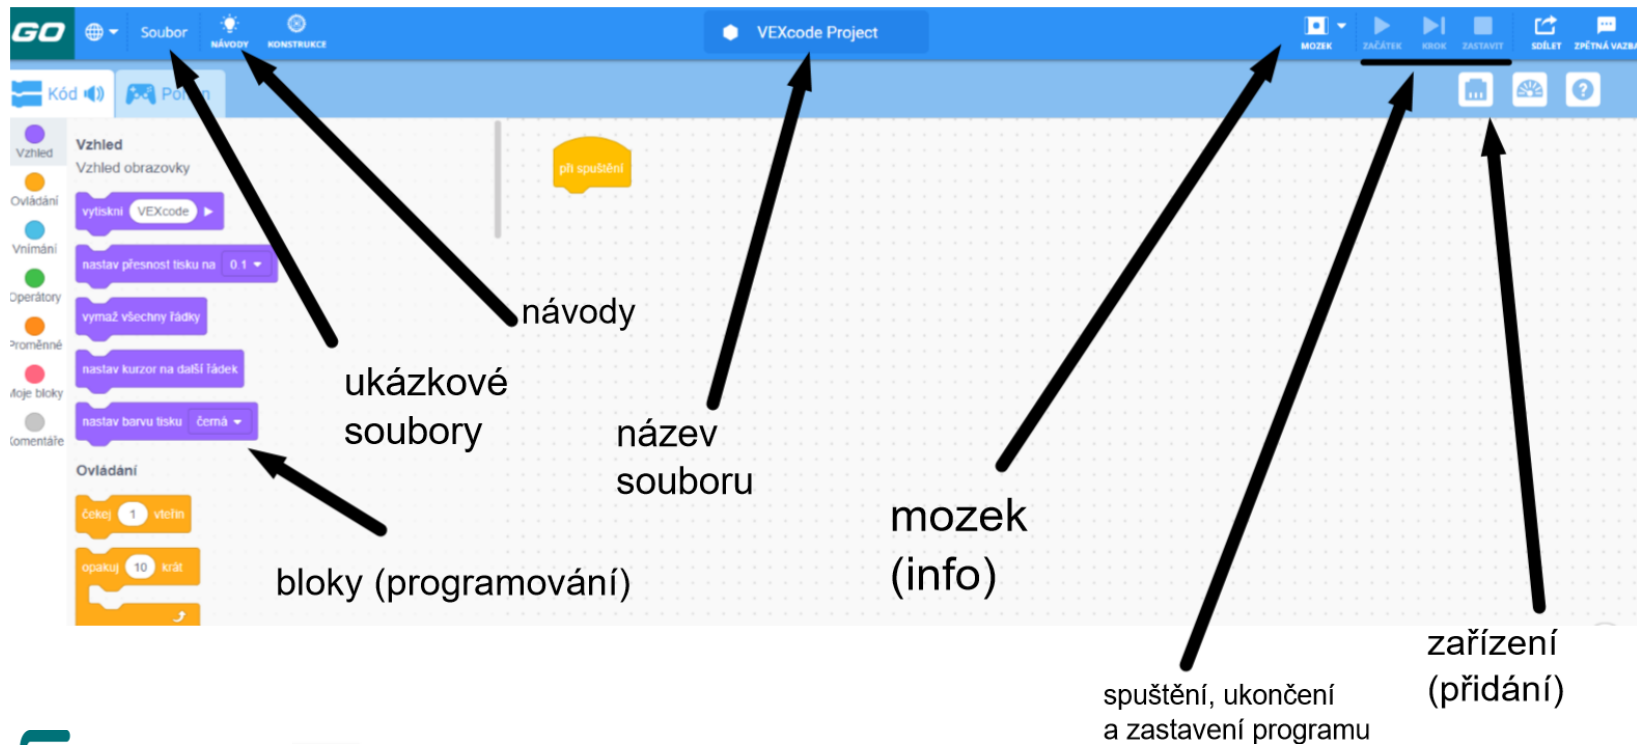 GO
Soubor
NÁVODY
KONSTRUKCE
VEXcode Project
MOZEK
ZAČÁTEK
KROK
ZASTAVIT
SDÍLET
ZPĚTNÁ VAZBA
Kód
Vzhled
Ovládání
Vnímání
Operátory
Proměnné
Moje bloky
Komentáře
Vzhled
Vzhled obrazovky
vytiskni VEXcode
nastav přesnost tisku na 0.1
vymaž všechny řádky
nastav kurzor na další řádek
nastav barvu tisku černá
Ovládání
čekej 1 vteřin
opakuj 10 krát
při spuštění
návody
ukázkové
soubory
název
souboru
bloky (programování)
mozek
(info)
zařízení
(přidání)
spuštění, ukončení
a zastavení programu